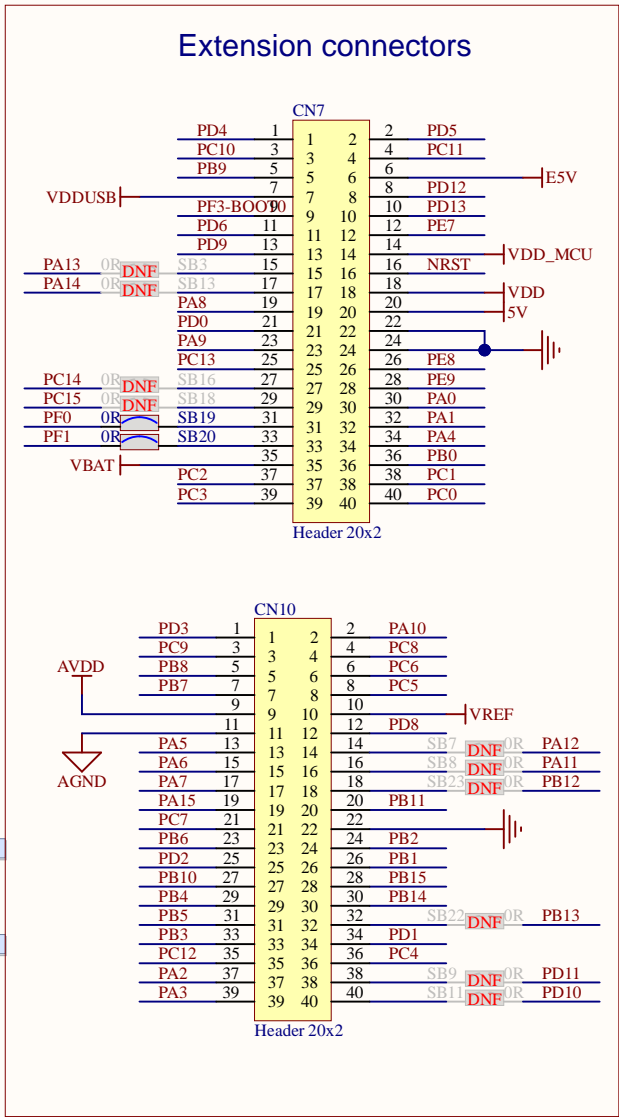 Extension connectors
CN7
PD4 1 1 2 2 PD5
PC10 3 3 4 4 PC11
PB9 5 5 6 6 E5V
VDDUSB 7 7 8 8 PD12
PF3-BOOT0 9 9 10 10 PD13
PD6 11 11 12 12 PE7
PD9 13 13 14 14 VDD_MCU
PA13 0R DNF SB3 15 15 16 16 NRST
PA14 0R DNF SB13 17 17 18 18 VDD
PA8 19 19 20 20 5V
PD0 21 21 22 22
PA9 23 23 24 24
PC13 25 25 26 26 PE8
PC14 0R DNF SB16 27 27 28 28 PE9
PC15 0R DNF SB18 29 29 30 30 PA0
PF0 0R SB19 31 31 32 32 PA1
PF1 0R SB20 33 33 34 34 PA4
VBAT 35 35 36 36 PB0
PC2 37 37 38 38 PC1
PC3 39 39 40 40 PC0
Header 20x2
CN10
PD3 1 1 2 2 PA10
PC9 3 3 4 4 PC8
AVDD PB8 5 5 6 6 PC6
PB7 7 7 8 8 PC5
9 9 10 10 VREF
11 11 12 12 PD8
PA5 13 13 14 14 SB7 DNF 0R PA12
PA6 15 15 16 16 SB8 DNF 0R PA11
AGND PA7 17 17 18 18 SB23 DNF 0R PB12
PA15 19 19 20 20 PB11
PC7 21 21 22 22
PB6 23 23 24 24 PB2
PD2 25 25 26 26 PB1
PB10 27 27 28 28 PB15
PB4 29 29 30 30 PB14
PB5 31 31 32 32 SB22 DNF 0R PB13
PB3 33 33 34 34 PD1
PC12 35 35 36 36 PC4
PA2 37 37 38 38 SB9 DNF 0R PD11
PA3 39 39 40 40 SB11 DNF 0R PD10
Header 20x2